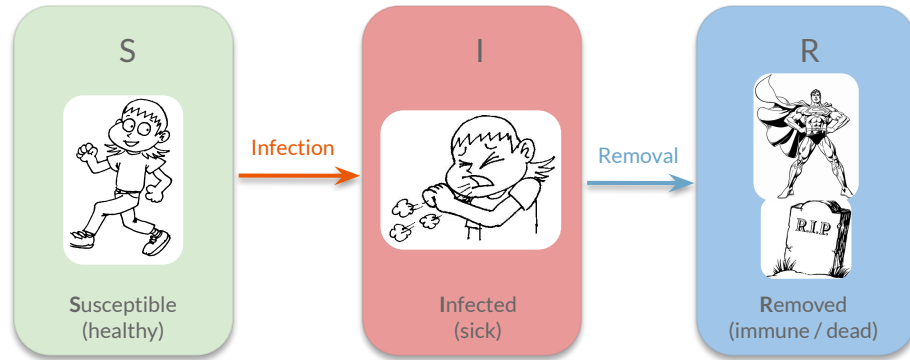 S
Susceptible
(healthy)
Infection
I
Infected
(sick)
Removal
R
R.I.P.
Removed
(immune / dead)